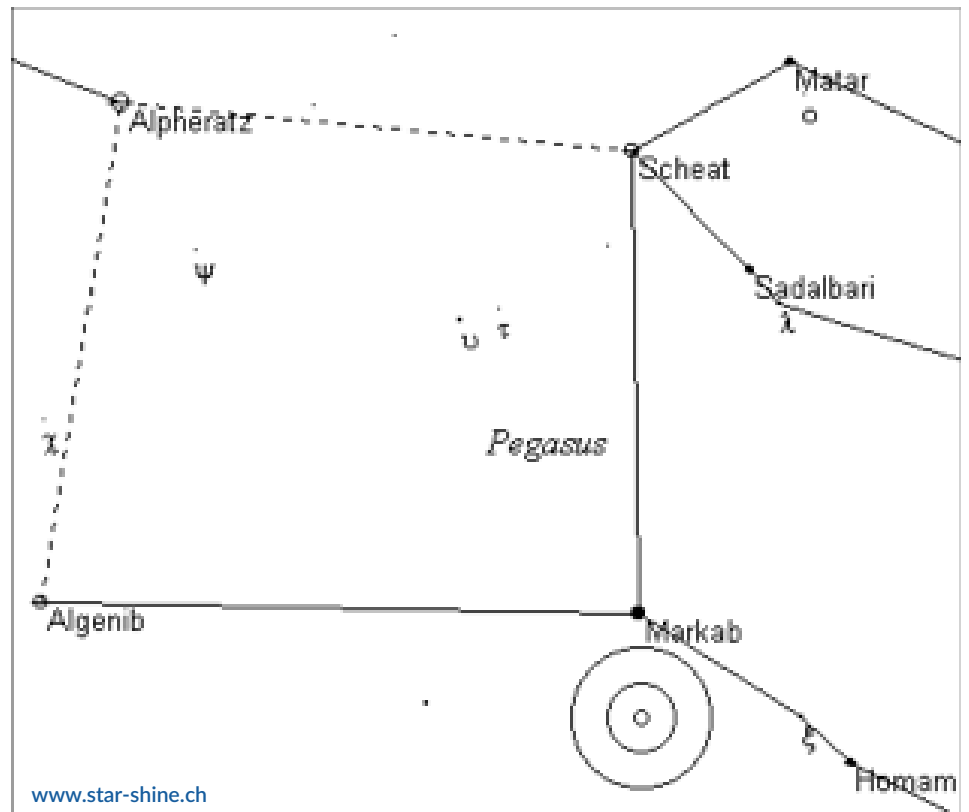 Matar
ο
Alpheratz
Scheat
ψ
Sadalbari
λ
υ
τ
Pegasus
χ
Algenib
Markab
ξ
Homam
www.star-shine.ch